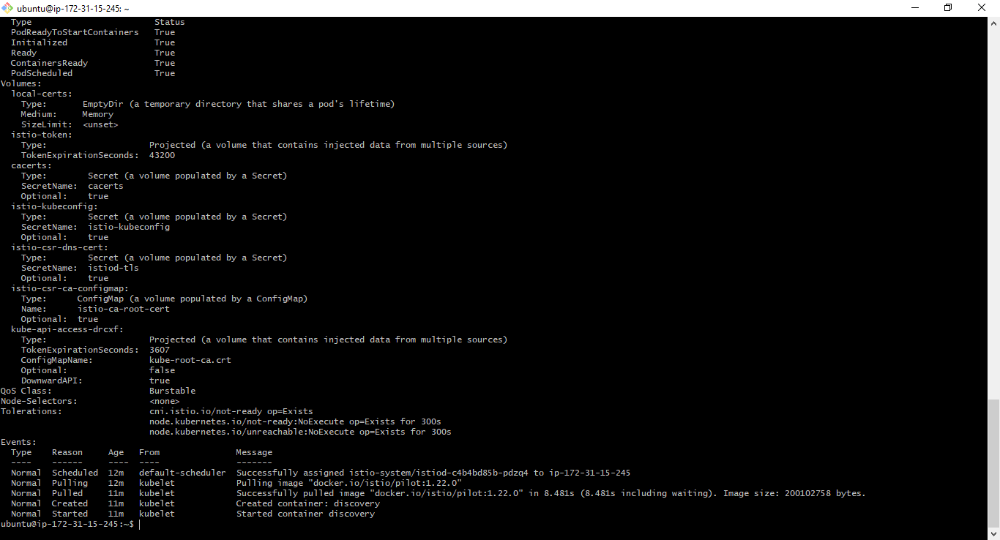 ubuntu@ip-172-31-15-245: ~
Type Status
PodReadyToStartContainers True
Initialized True
Ready True
ContainersReady True
PodScheduled True
Volumes:
local-certs:
Type: EmptyDir (a temporary directory that shares a pod's lifetime)
Medium: Memory
SizeLimit: <unset>
istio-token:
Type: Projected (a volume that contains injected data from multiple sources)
TokenExpirationSeconds: 43200
cacerts:
Type: Secret (a volume populated by a Secret)
SecretName: cacerts
Optional: true
istio-kubeconfig:
Type: Secret (a volume populated by a Secret)
SecretName: istio-kubeconfig
Optional: true
istio-csr-dns-cert:
Type: Secret (a volume populated by a Secret)
SecretName: istiod-tls
Optional: true
istio-csr-ca-configmap:
Type: ConfigMap (a volume populated by a ConfigMap)
Name: istio-ca-root-cert
Optional: true
kube-api-access-drcxf:
Type: Projected (a volume that contains injected data from multiple sources)
TokenExpirationSeconds: 3607
ConfigMapName: kube-root-ca.crt
Optional: false
DownwardAPI: true
QoS Class: Burstable
Node-Selectors: <none>
Tolerations: cni.istio.io/not-ready op=Exists
node.kubernetes.io/not-ready:NoExecute op=Exists for 300s
node.kubernetes.io/unreachable:NoExecute op=Exists for 300s
Events:
Type Reason Age From Message
---- ------ ---- ---- -------
Normal Scheduled 12m default-scheduler Successfully assigned istio-system/istiod-c4b4bd85b-pdzq4 to ip-172-31-15-245
Normal Pulling 12m kubelet Pulling image "docker.io/istio/pilot:1.22.0"
Normal Pulled 11m kubelet Successfully pulled image "docker.io/istio/pilot:1.22.0" in 8.481s (8.481s including waiting). Image size: 200102758 bytes.
Normal Created 11m kubelet Created container: discovery
Normal Started 11m kubelet Started container discovery
ubuntu@ip-172-31-15-245:~$